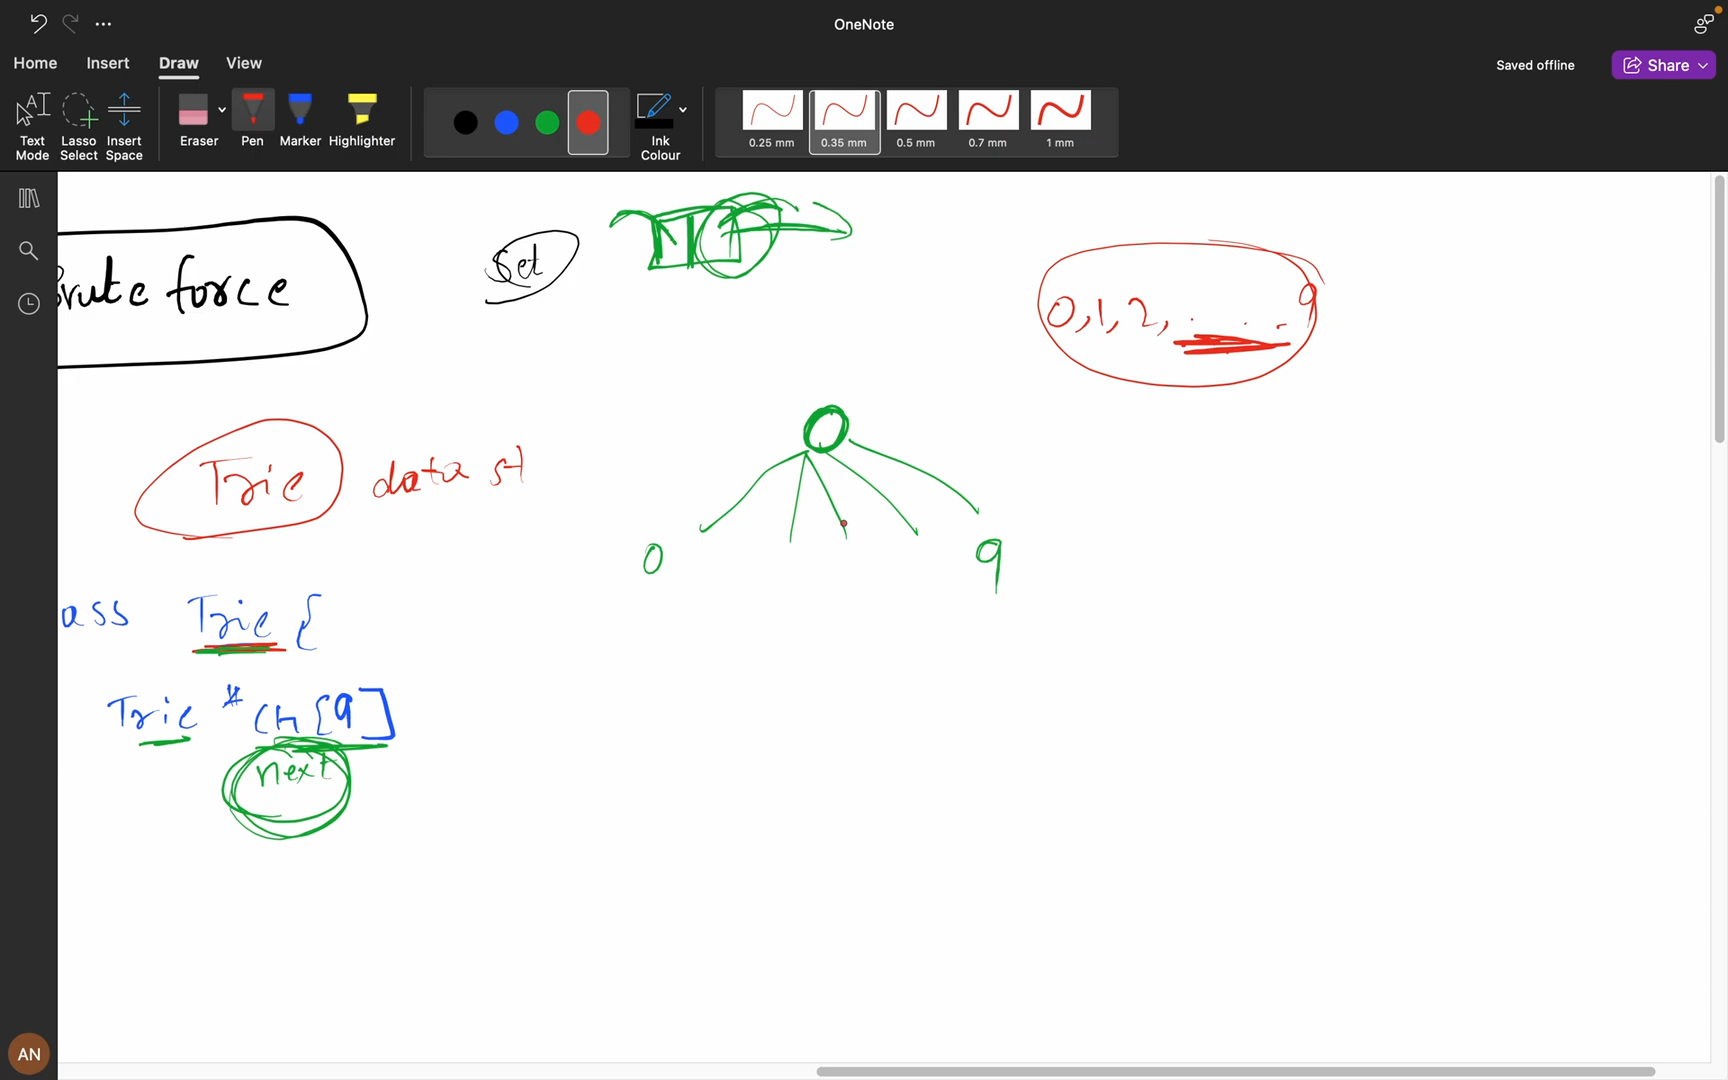 OneNote
Home Insert Draw View
Saved offline
Share
Text Mode
Lasso Select
Insert Space
Eraser
Pen
Marker
Highlighter
Ink Colour
0.25 mm
0.35 mm
0.5 mm
0.7 mm
1 mm
rute force
Set
0,1,2, . . . 9
Trie data st
0 9
ass Trie {
Trie * Ch[9]
next
AN